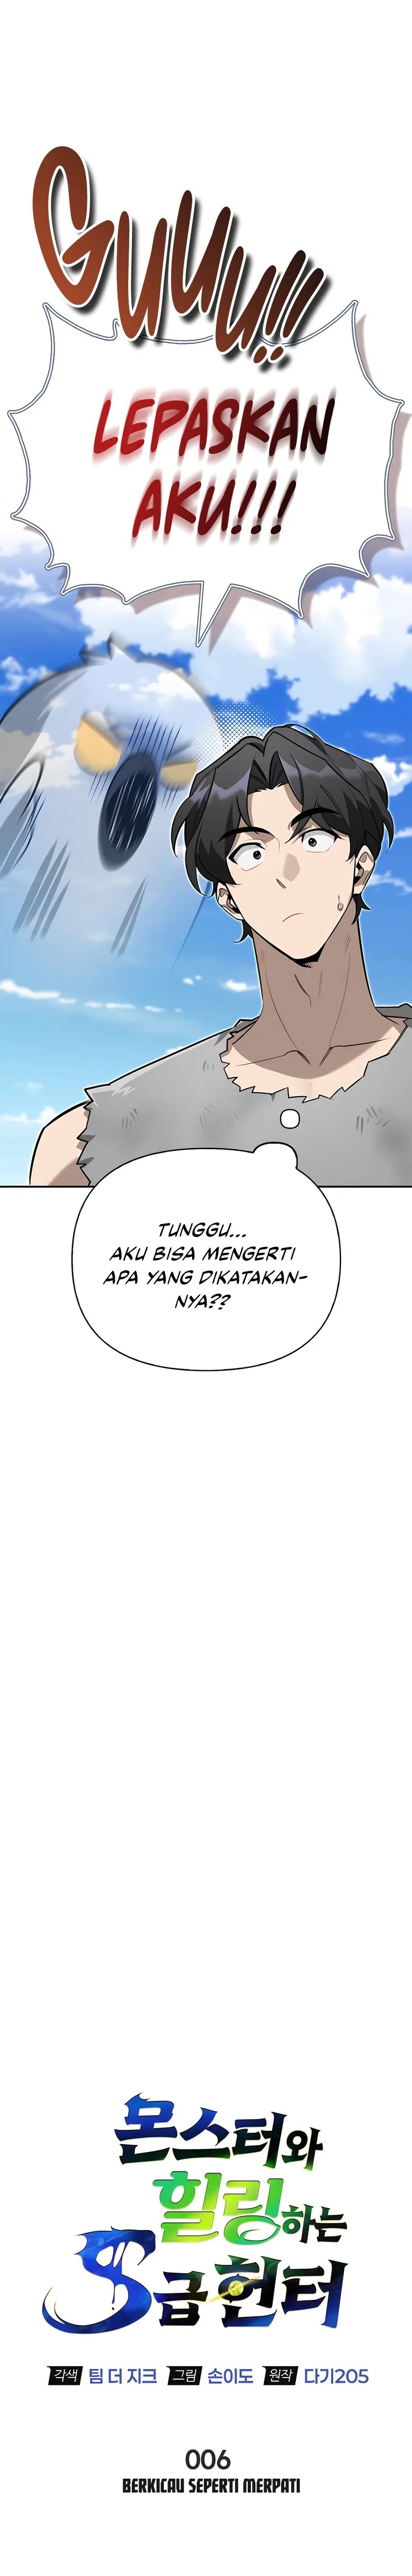 GUUUU!!!
LEPASKAN
AKU!!!
TUNGGU...
AKU BISA MENGERTI
APA YANG DIKATAKAN-
NYA??
몬스터와
힐링하는
S급 헌터
각색 팀 더 지크 그림 손이도 원작 다기205
006
BERKICAU SEPERTI MERPATI